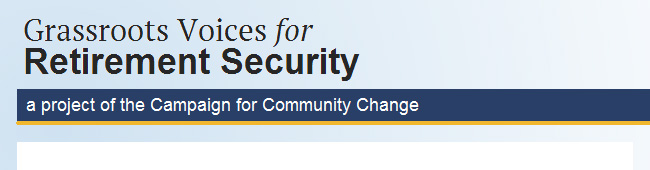 Grassroots Voices for
Retirement Security
a project of the Campaign for Community Change